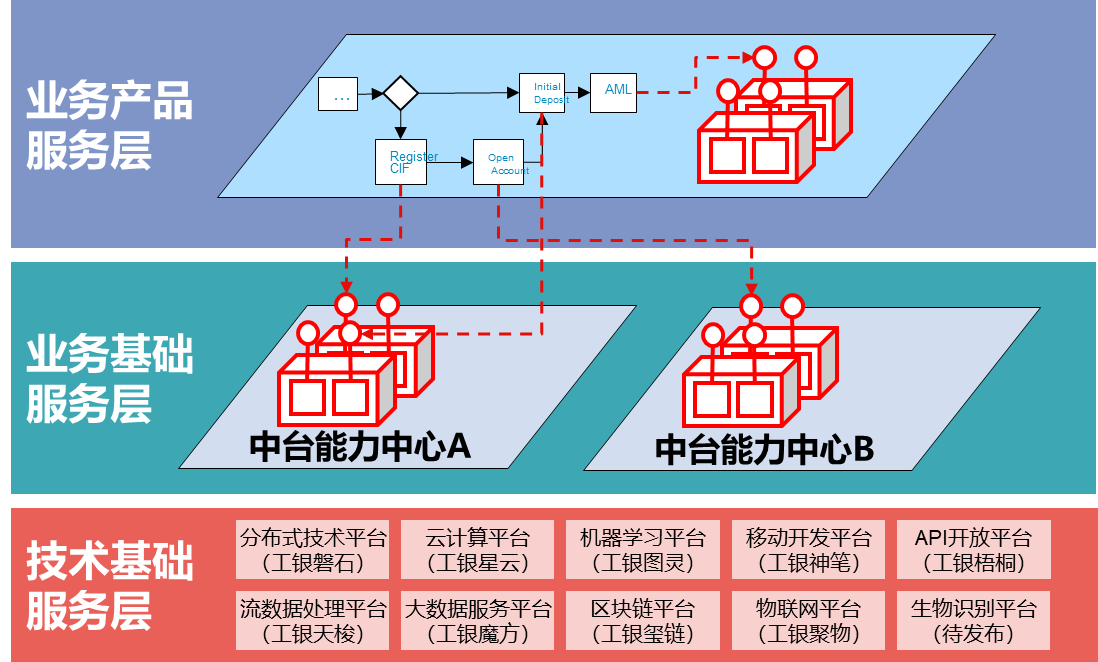 业务产品
服务层
...
Initial
Deposit
AML
Register
CIF
Open
Account
业务基础
服务层
中台能力中心A
中台能力中心B
技术基础
服务层
分布式技术平台
（工银磐石）
云计算平台
（工银星云）
机器学习平台
（工银图灵）
移动开发平台
（工银神笔）
API开放平台
（工银梧桐）
流数据处理平台
（工银天梭）
大数据服务平台
（工银魔方）
区块链平台
（工银玺链）
物联网平台
（工银聚物）
生物识别平台
（待发布）